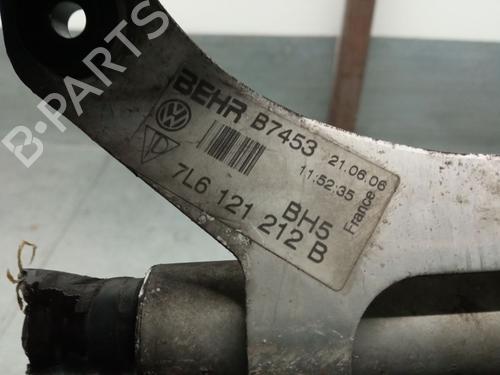 BEHR B7453
21.06.06
11.52:35
France
BH5
7L6 121 212 B
B-PARTS